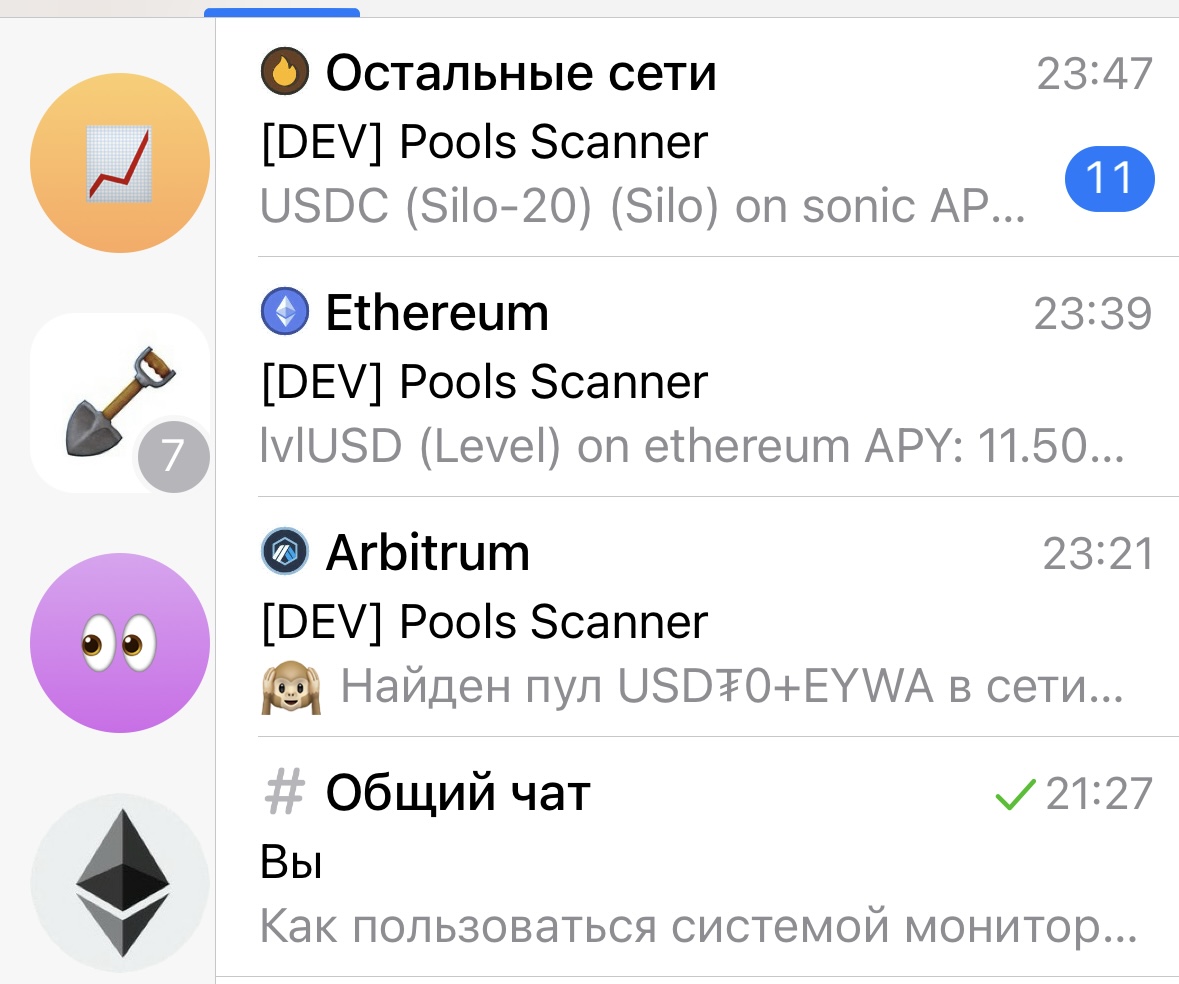 Остальные сети 23:47
[DEV] Pools Scanner
USDC (Silo-20) (Silo) on sonic AP...
11
Ethereum 23:39
[DEV] Pools Scanner
lvlUSD (Level) on ethereum APY: 11.50...
7
Arbitrum 23:21
[DEV] Pools Scanner
🙉 Найден пул USD₮0+EYWA в сети...
# Общий чат 21:27
Вы
Как пользоваться системой монитор...